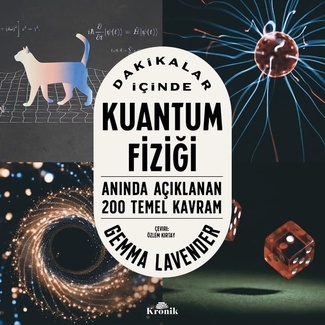 iℏ ∂/∂t |ψ(t)⟩ = Ĥ|ψ(t)⟩
DAKİKALAR
İÇİNDE
KUANTUM
FİZİĞİ
ANINDA AÇIKLANAN
200 TEMEL KAVRAM
ÇEVİRİ:
ÖZLEM KIRTAY
GEMMA LAVENDER
Kronik